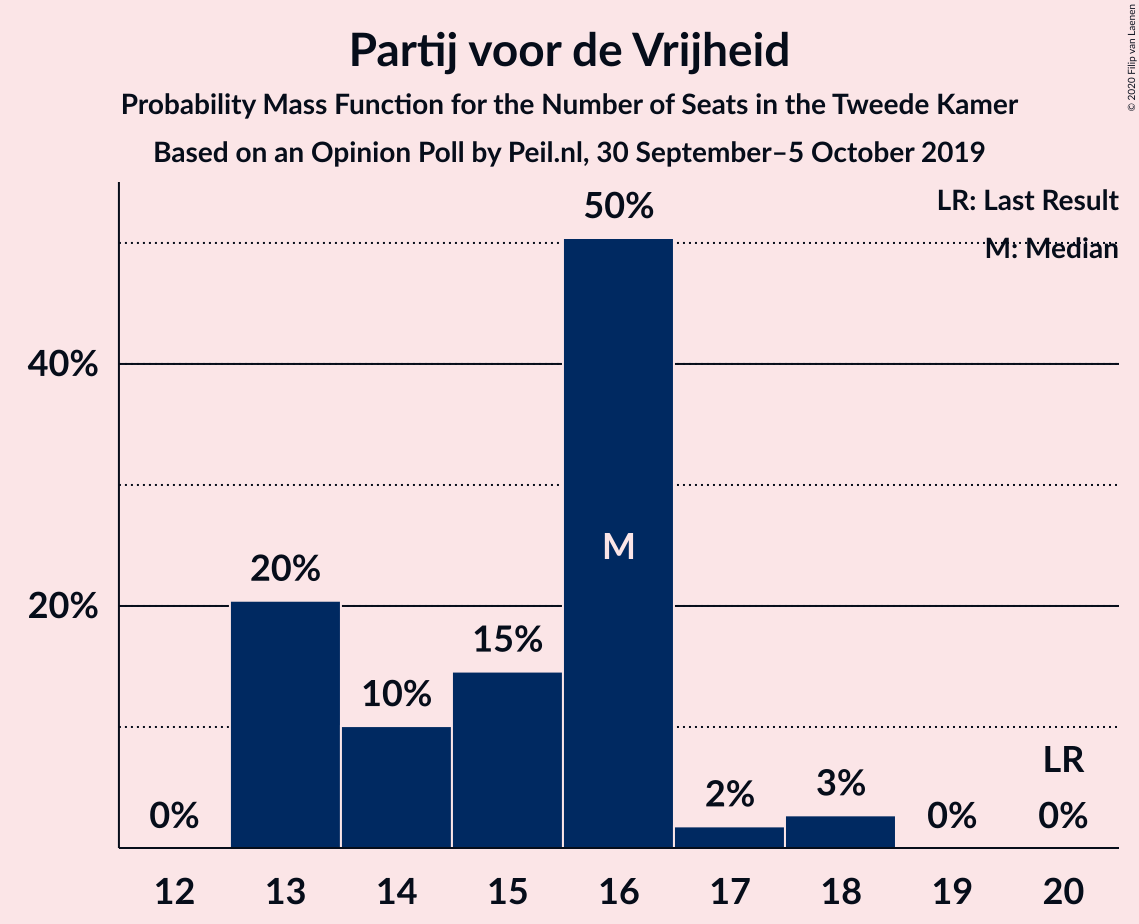 Partij voor de Vrijheid
Probability Mass Function for the Number of Seats in the Tweede Kamer
Based on an Opinion Poll by Peil.nl, 30 September–5 October 2019
© 2020 Filip van Laenen
LR: Last Result
M: Median
50%
40%
M
20%
20%
15%
10%
LR
3%
2%
0%
0%
0%
12 13 14 15 16 17 18 19 20